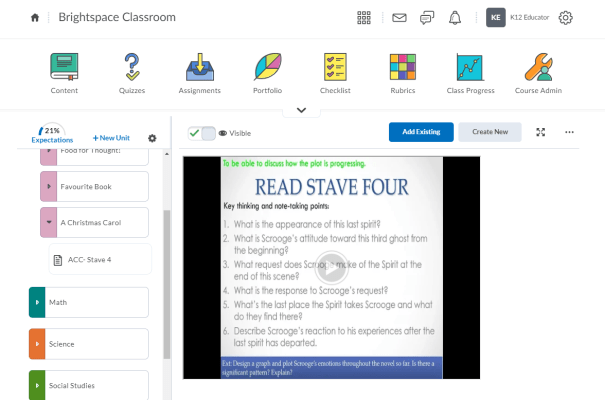 Brightspace Classroom
KE
K12 Educator
Content
Quizzes
Assignments
Portfolio
Checklist
Rubrics
Class Progress
Course Admin
21%
Expectations
+ New Unit
Visible
Add Existing
Create New
Food for Thought:
Favourite Book
A Christmas Carol
ACC- Stave 4
Math
Science
Social Studies
To be able to discuss how the plot is progressing.
READ STAVE FOUR
Key thinking and note-taking points:
1. What is the appearance of this last spirit?
2. What is Scrooge's attitude toward this third ghost from
the beginning?
3. What request does Scrooge make of the Spirit at the
end of this scene?
4. What is the response to Scrooge's request?
5. What's the last place the Spirit takes Scrooge and what
do they find there?
6. Describe Scrooge's reaction to his experiences after the
last spirit has departed.
Ext: Design a graph and plot Scrooge's emotions throughout the novel so far. Is there a
significant pattern? Explain?